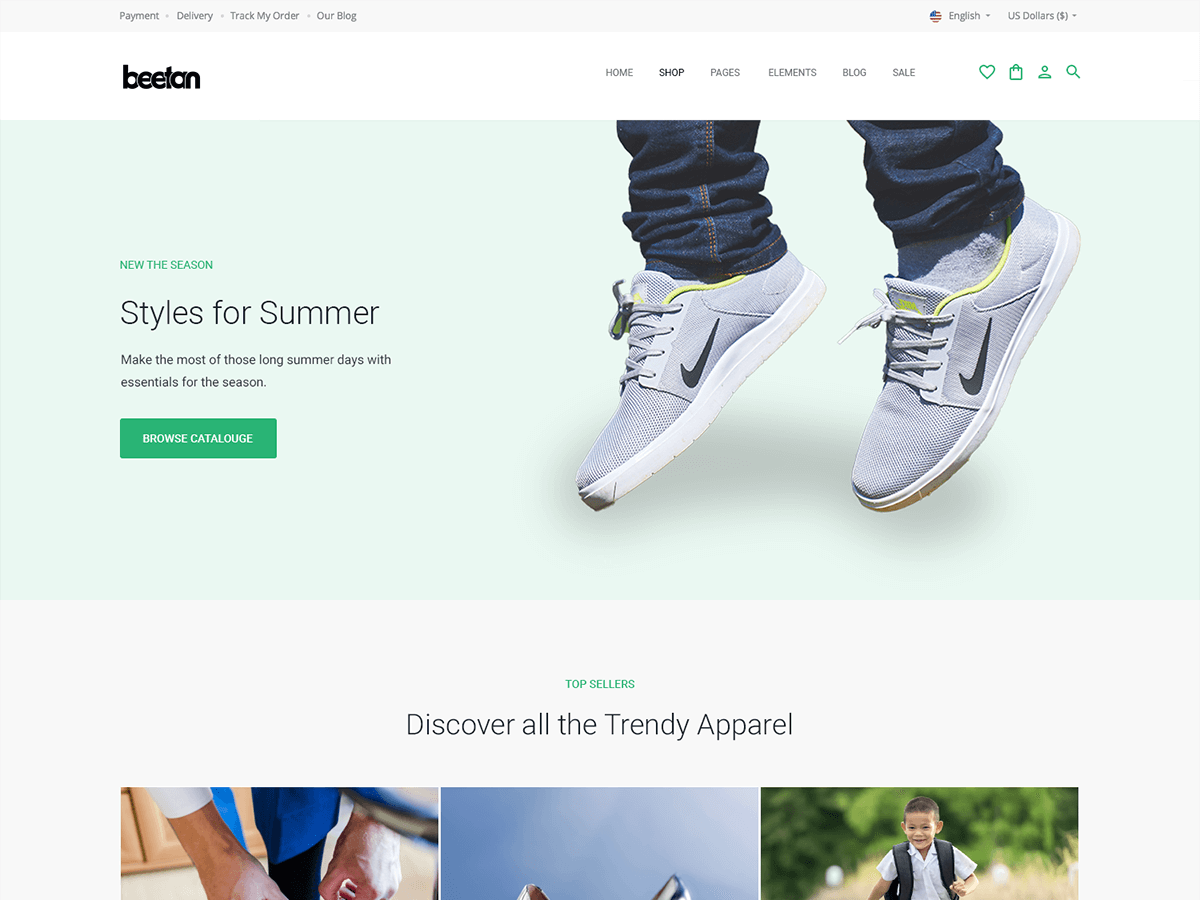 Payment • Delivery • Track My Order • Our Blog
English
US Dollars ($)
beetan
HOME SHOP PAGES ELEMENTS BLOG SALE
NEW THE SEASON
Styles for Summer
Make the most of those long summer days with
essentials for the season.
BROWSE CATALOUGE
TOP SELLERS
Discover all the Trendy Apparel